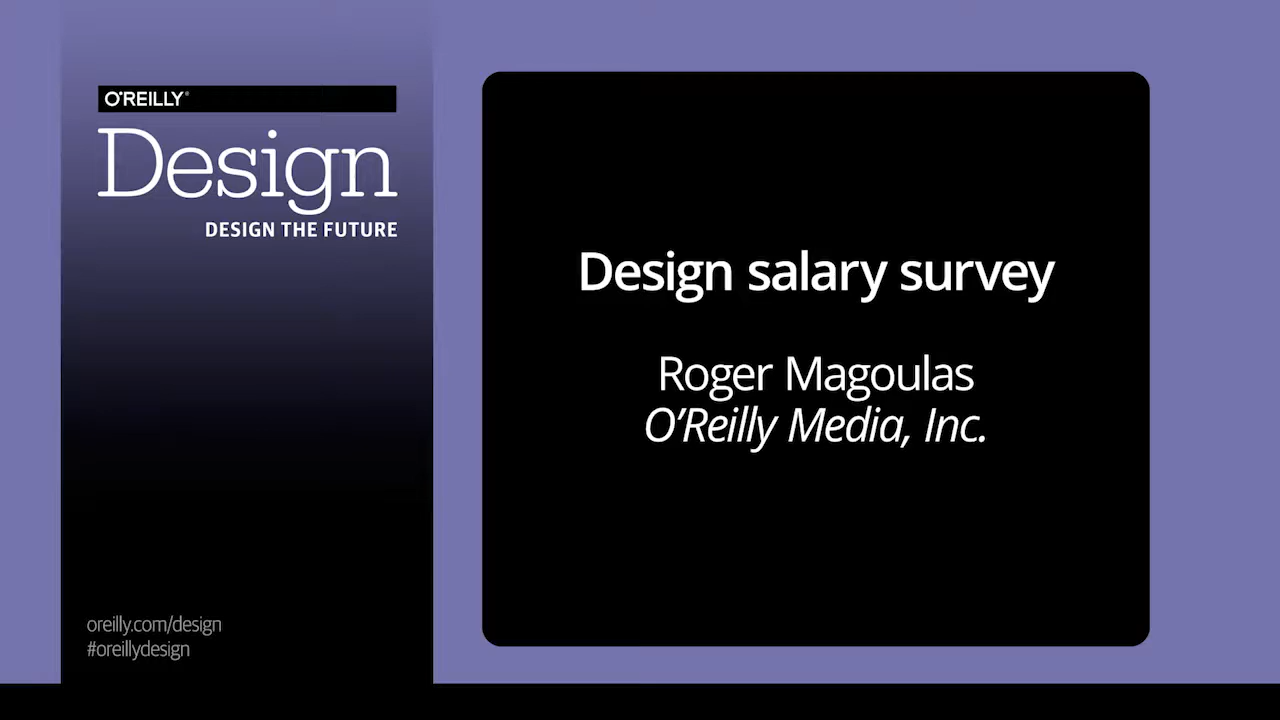 O'REILLY®
Design
DESIGN THE FUTURE
Design salary survey
Roger Magoulas
O’Reilly Media, Inc.
oreilly.com/design
#oreillydesign